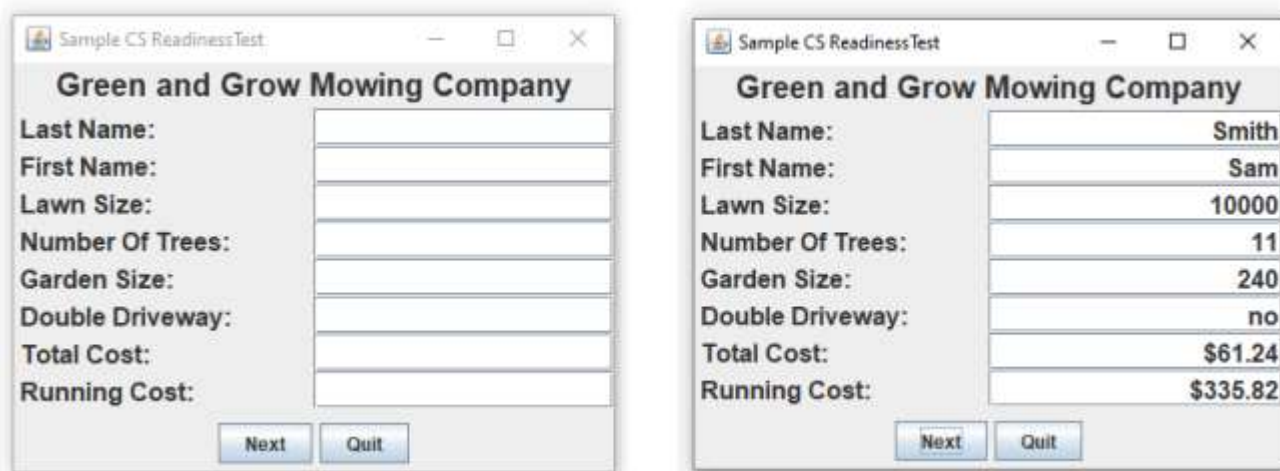 Sample CS ReadinessTest
Green and Grow Mowing Company
Last Name:
First Name:
Lawn Size:
Number Of Trees:
Garden Size:
Double Driveway:
Total Cost:
Running Cost:
Next Quit
Sample CS ReadinessTest
Green and Grow Mowing Company
Last Name: Smith
First Name: Sam
Lawn Size: 10000
Number Of Trees: 11
Garden Size: 240
Double Driveway: no
Total Cost: $61.24
Running Cost: $335.82
Next Quit